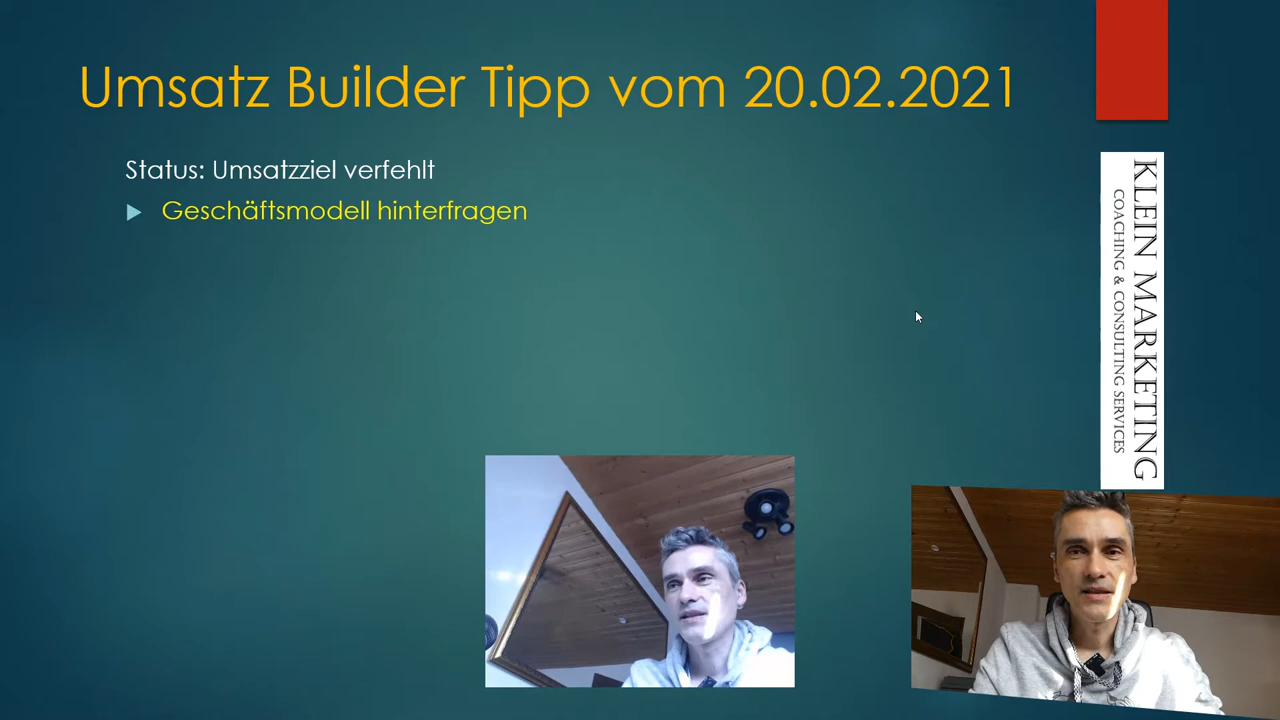 Umsatz Builder Tipp vom 20.02.2021
Status: Umsatzziel verfehlt
Geschäftsmodell hinterfragen
KLEIN MARKETING
COACHING & CONSULTING SERVICES